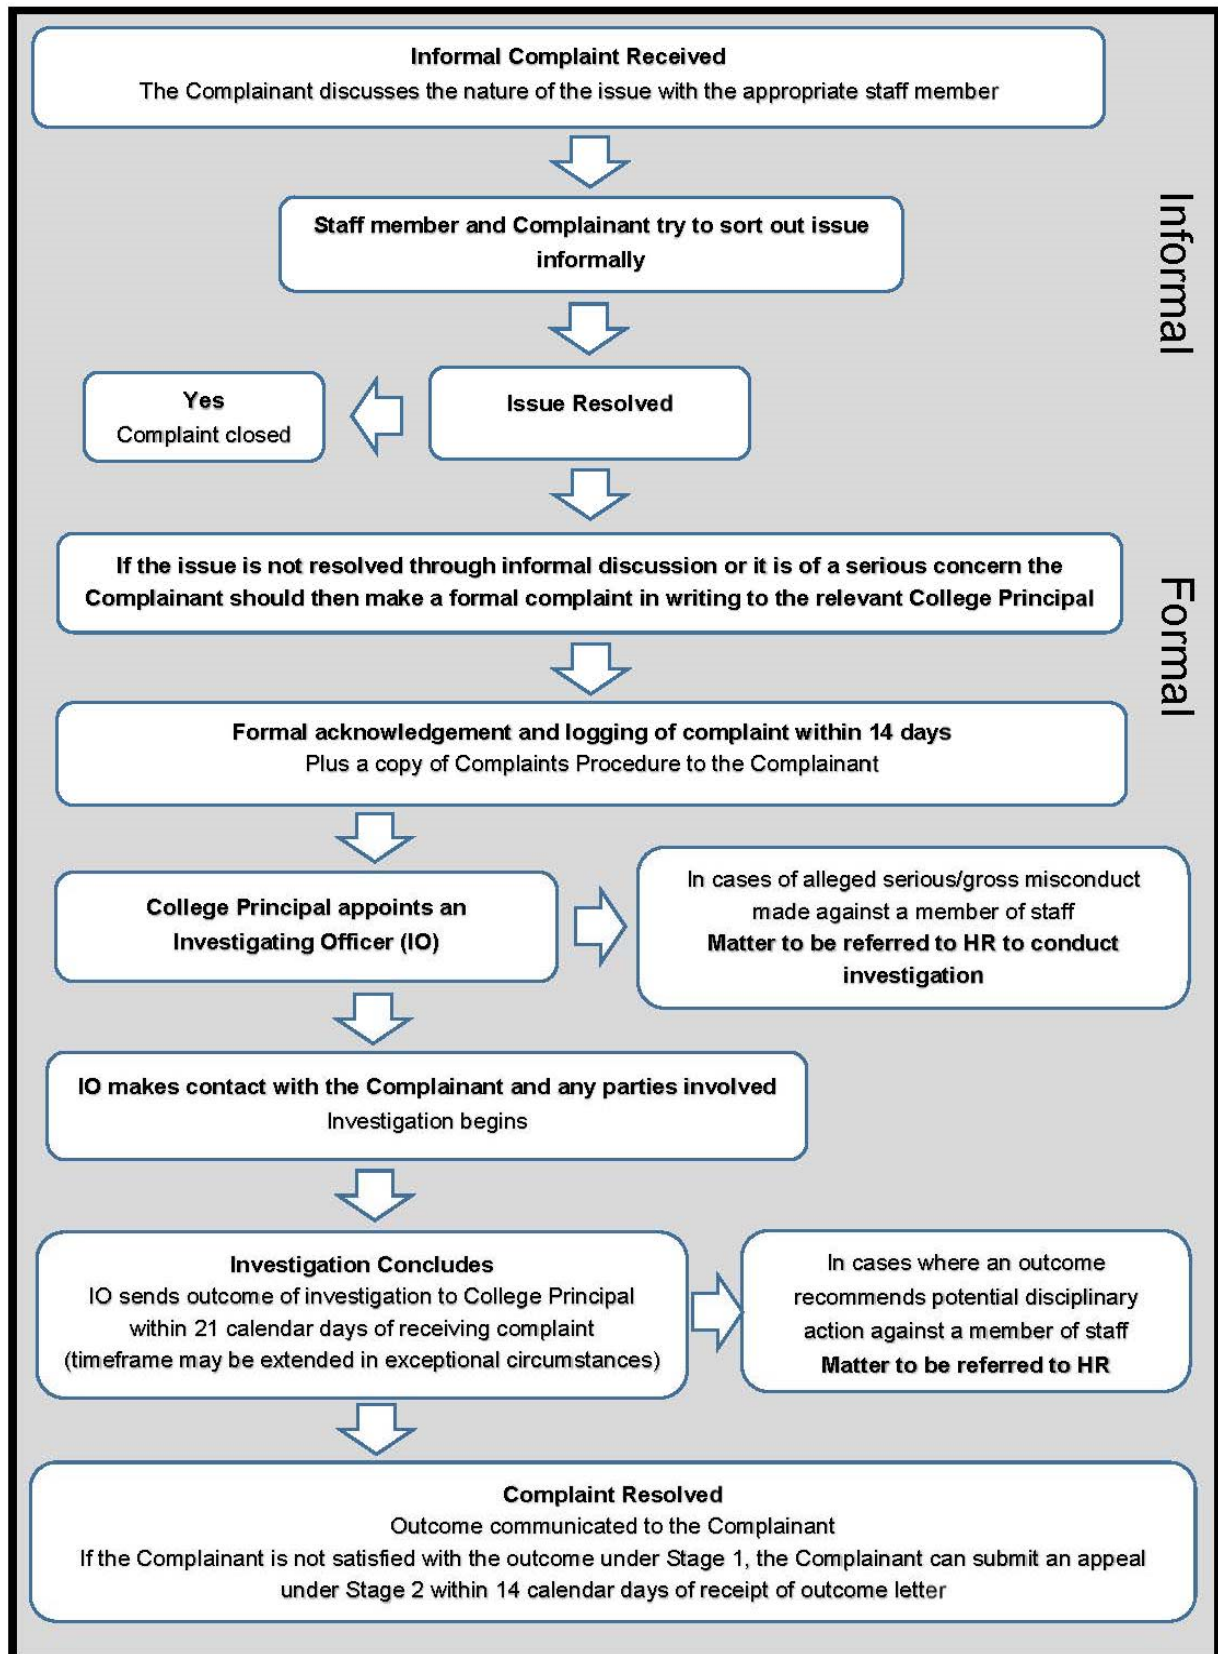 Informal Complaint Received
The Complainant discusses the nature of the issue with the appropriate staff member
Informal
Staff member and Complainant try to sort out issue
informally
Yes
Complaint closed
Issue Resolved
Formal
If the issue is not resolved through informal discussion or it is of a serious concern the
Complainant should then make a formal complaint in writing to the relevant College Principal
Formal acknowledgement and logging of complaint within 14 days
Plus a copy of Complaints Procedure to the Complainant
College Principal appoints an
Investigating Officer (IO)
In cases of alleged serious/gross misconduct
made against a member of staff
Matter to be referred to HR to conduct
investigation
IO makes contact with the Complainant and any parties involved
Investigation begins
Investigation Concludes
IO sends outcome of investigation to College Principal
within 21 calendar days of receiving complaint
(timeframe may be extended in exceptional circumstances)
In cases where an outcome
recommends potential disciplinary
action against a member of staff
Matter to be referred to HR
Complaint Resolved
Outcome communicated to the Complainant
If the Complainant is not satisfied with the outcome under Stage 1, the Complainant can submit an appeal
under Stage 2 within 14 calendar days of receipt of outcome letter